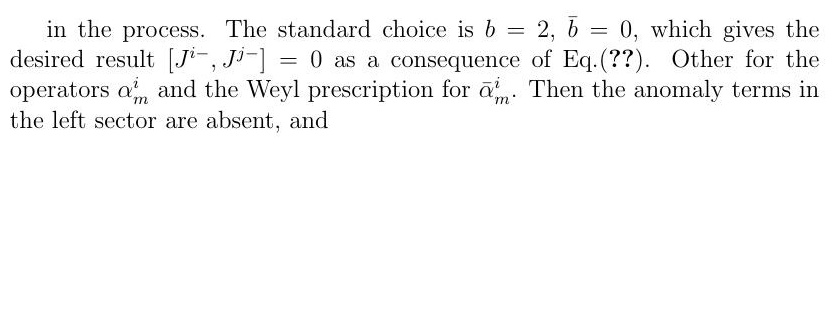 in the process. The standard choice is $b = 2$, $\bar{b} = 0$, which gives the
desired result $[J^{i-}, J^{j-}] = 0$ as a consequence of Eq.(??). Other for the
operators $\alpha^i_m$ and the Weyl prescription for $\bar{\alpha}^i_m$. Then the anomaly terms in
the left sector are absent, and